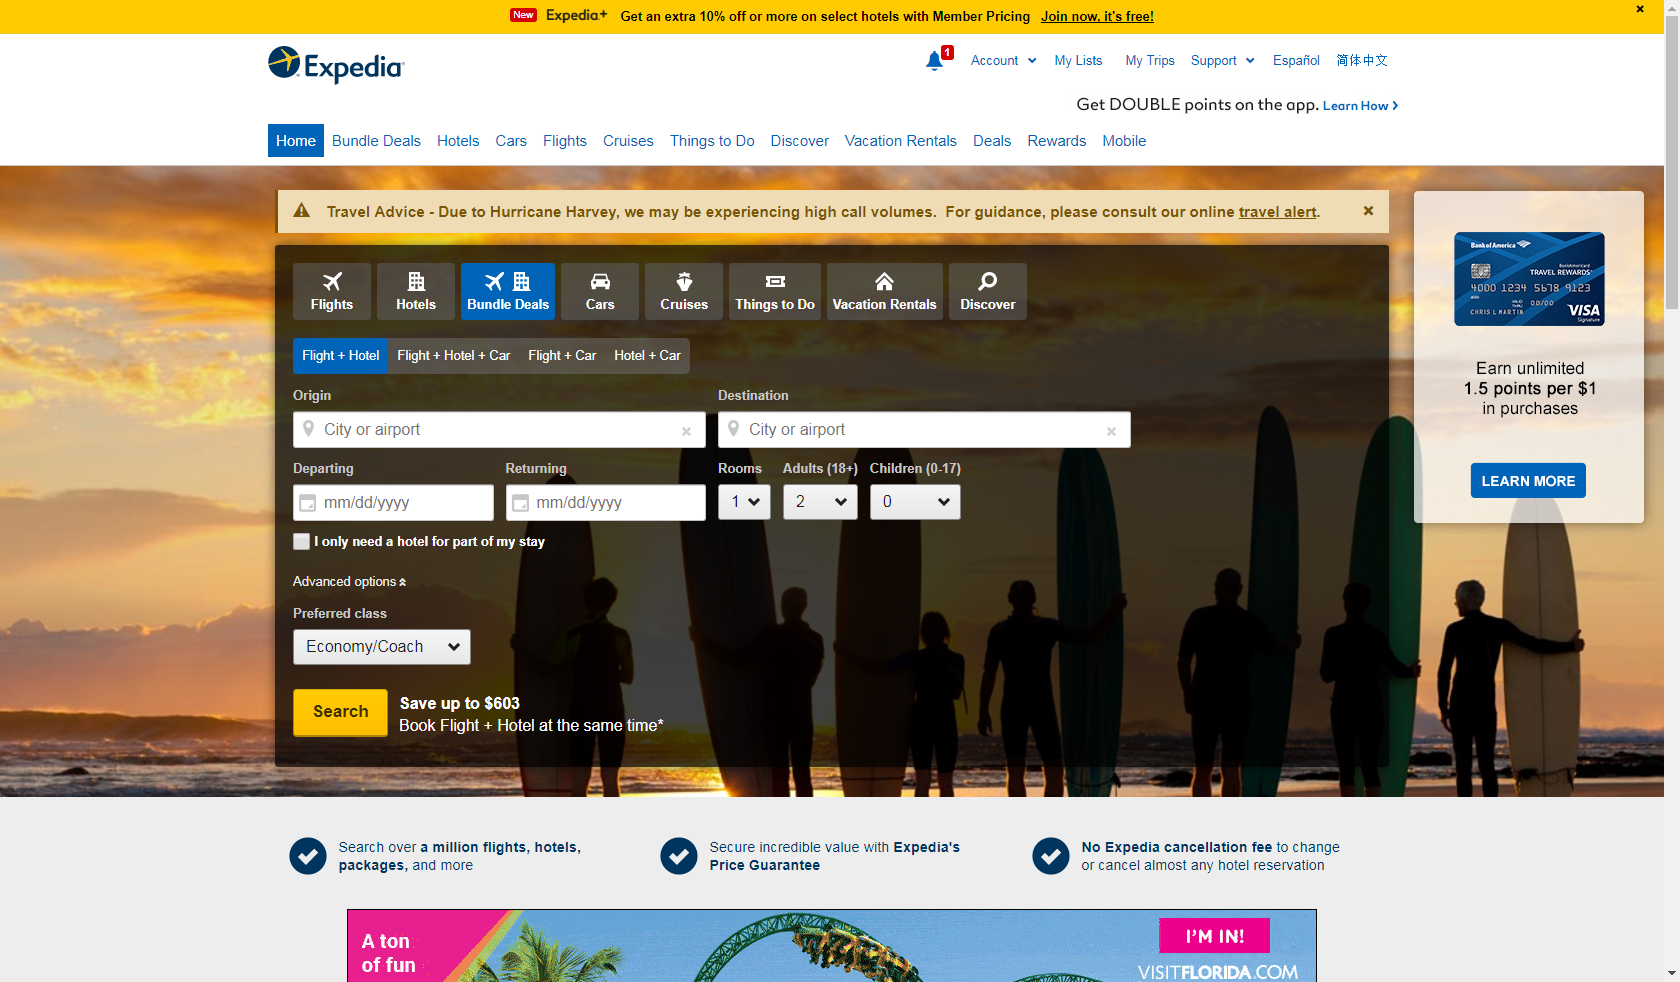 New Expedia+ Get an extra 10% off or more on select hotels with Member Pricing Join now, it's free!
Expedia
1
Account My Lists My Trips Support Español 简体中文
Get DOUBLE points on the app. Learn How
Home Bundle Deals Hotels Cars Flights Cruises Things to Do Discover Vacation Rentals Deals Rewards Mobile
Travel Advice - Due to Hurricane Harvey, we may be experiencing high call volumes. For guidance, please consult our online travel alert.
Flights Hotels Bundle Deals Cars Cruises Things to Do Vacation Rentals Discover
Flight + Hotel Flight + Hotel + Car Flight + Car Hotel + Car
Origin Destination
City or airport City or airport
Departing Returning Rooms Adults (18+) Children (0-17)
mm/dd/yyyy mm/dd/yyyy 1 2 0
I only need a hotel for part of my stay
Advanced options
Preferred class
Economy/Coach
Search
Save up to $603
Book Flight + Hotel at the same time*
Bank of America
BankAmericard
TRAVEL REWARDS
4000 1234 5678 9123
VALID THRU 00/00
CHRIS L MARTIN
VISA
Signature
Earn unlimited
1.5 points per $1
in purchases
LEARN MORE
Search over a million flights, hotels,
packages, and more
Secure incredible value with Expedia's
Price Guarantee
No Expedia cancellation fee to change
or cancel almost any hotel reservation
A ton
of fun
I'M IN!
VISITFLORIDA.COM